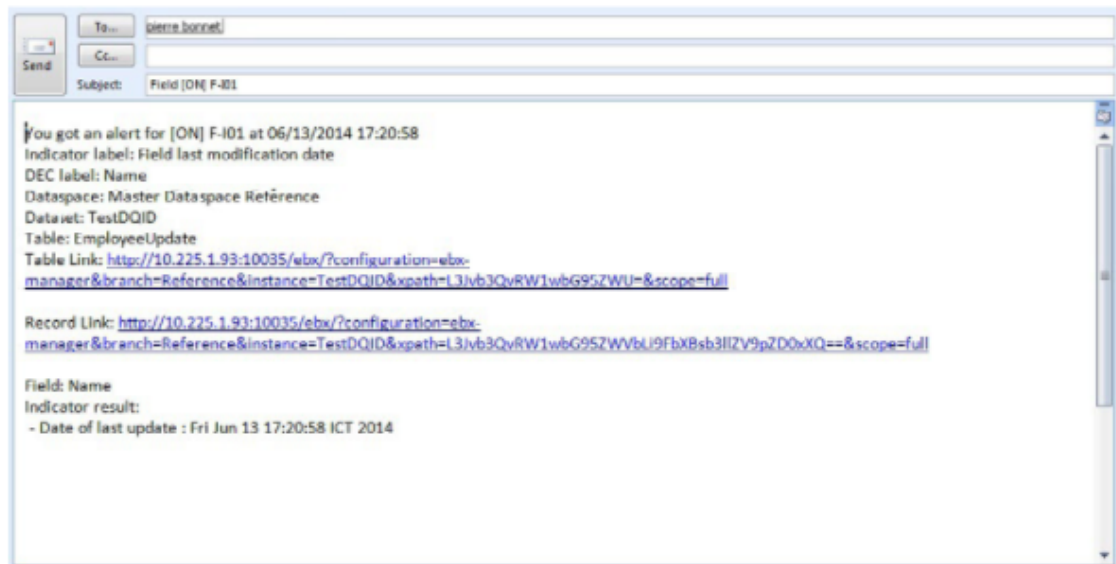 To...
pierre bonnet
Send
Cc...
Subject:
Field [ON] F-I01
You got an alert for [ON] F-I01 at 06/13/2014 17:20:58
Indicator label: Field last modification date
DEC label: Name
Dataspace: Master Dataspace Reférence
Dataset: TestDQID
Table: EmployeeUpdate
Table Link: http://10.225.1.93:10035/ebx/?configuration=ebx-
manager&branch=Reference&instance=TestDQID&xpath=L3Jvb3QvRW1wbG95ZWU=&scope=full
Record Link: http://10.225.1.93:10035/ebx/?configuration=ebx-
manager&branch=Reference&instance=TestDQID&xpath=L3Jvb3QvRW1wbG95ZWVbLi9FbXBsb3llZV9pZD0xXQ==&scope=full
Field: Name
Indicator result:
- Date of last update : Fri Jun 13 17:20:58 ICT 2014